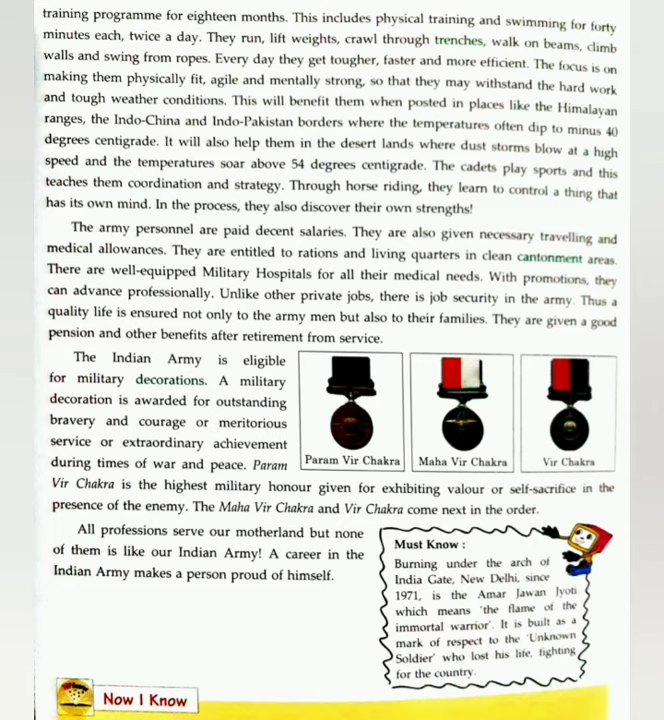 training programme for eighteen months. This includes physical training and swimming for forty
minutes each, twice a day. They run, lift weights, crawl through trenches, walk on beams, climb
walls and swing from ropes. Every day they get tougher, faster and more efficient. The focus is on
making them physically fit, agile and mentally strong, so that they may withstand the hard work
and tough weather conditions. This will benefit them when posted in places like the Himalayan
ranges, the Indo-China and Indo-Pakistan borders where the temperatures often dip to minus 40
degrees centigrade. It will also help them in the desert lands where dust storms blow at a high
speed and the temperatures soar above 54 degrees centigrade. The cadets play sports and this
teaches them coordination and strategy. Through horse riding, they learn to control a thing that
has its own mind. In the process, they also discover their own strengths!
The army personnel are paid decent salaries. They are also given necessary travelling and
medical allowances. They are entitled to rations and living quarters in clean cantonment areas.
There are well-equipped Military Hospitals for all their medical needs. With promotions, they
can advance professionally. Unlike other private jobs, there is job security in the army. Thus a
quality life is ensured not only to the army men but also to their families. They are given a good
pension and other benefits after retirement from service.
The Indian Army is eligible
for military decorations. A military
decoration is awarded for outstanding
bravery and courage or meritorious
service or extraordinary achievement
during times of war and peace. Param
Param Vir Chakra
Maha Vir Chakra
Vir Chakra
Vir Chakra is the highest military honour given for exhibiting valour or self-sacrifice in the
presence of the enemy. The Maha Vir Chakra and Vir Chakra come next in the order.
All professions serve our motherland but none
of them is like our Indian Army! A career in the
Indian Army makes a person proud of himself.
Must Know :
Burning under the arch of
India Gate, New Delhi, since
1971, is the Amar Jawan Jyoti
which means 'the flame of the
immortal warrior'. It is built as a
mark of respect to the 'Unknown
Soldier' who lost his life, fighting
for the country.
Now I Know